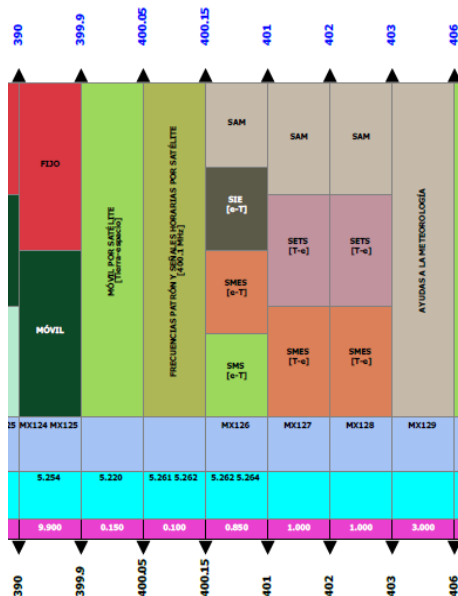 390
399.9
400.05
400.15
401
402
403
406
FIJO
MÓVIL
MÓVIL POR SATÉLITE
[Tierra-espacio]
FRECUENCIAS PATRÓN Y SEÑALES HORARIAS POR SATÉLITE
[400.1 MHz]
SAM
SIE
[e-T]
SMES
[e-T]
SMS
[e-T]
SAM
SETS
[T-e]
SMES
[T-e]
SAM
SETS
[T-e]
SMES
[T-e]
AYUDAS A LA METEOROLOGÍA
25 MX124 MX125 MX126 MX127 MX128 MX129
5.254 5.220 5.261 5.262 5.262 5.264
9.900 0.150 0.100 0.850 1.000 1.000 3.000
390
399.9
400.05
400.15
401
402
403
406